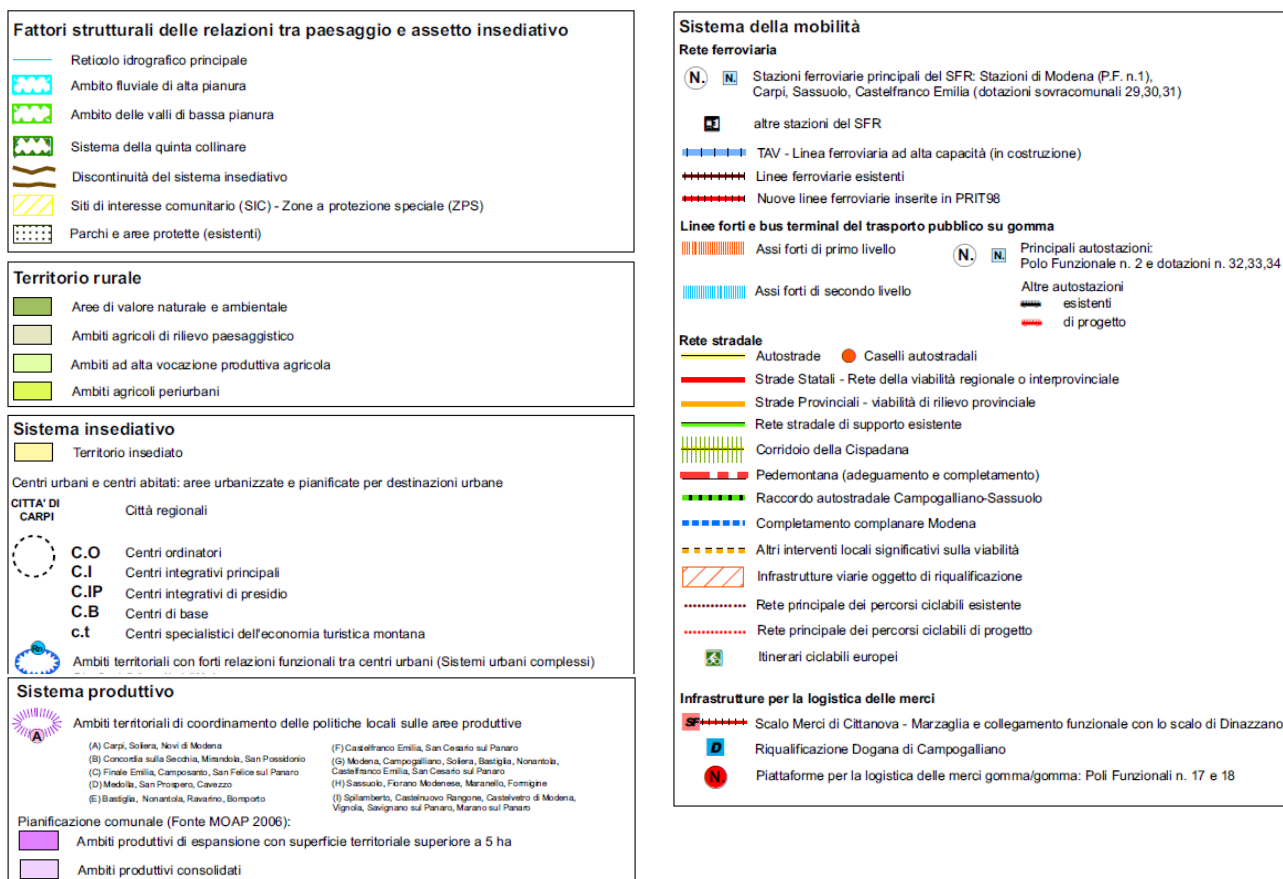 Fattori strutturali delle relazioni tra paesaggio e assetto insediativo
Reticolo idrografico principale
Ambito fluviale di alta pianura
Ambito delle valli di bassa pianura
Sistema della quinta collinare
Discontinuità del sistema insediativo
Siti di interesse comunitario (SIC) - Zone a protezione speciale (ZPS)
Parchi e aree protette (esistenti)
Territorio rurale
Aree di valore naturale e ambientale
Ambiti agricoli di rilievo paesaggistico
Ambiti ad alta vocazione produttiva agricola
Ambiti agricoli periurbani
Sistema insediativo
Territorio insediato
Centri urbani e centri abitati: aree urbanizzate e pianificate per destinazioni urbane
CITTA' DI
CARPI
Città regionali
C.O Centri ordinatori
C.I Centri integrativi principali
C.IP Centri integrativi di presidio
C.B Centri di base
c.t Centri specialistici dell'economia turistica montana
Rn
Ambiti territoriali con forti relazioni funzionali tra centri urbani (Sistemi urbani complessi)
Sistema produttivo
A
Ambiti territoriali di coordinamento delle politiche locali sulle aree produttive
(A) Carpi, Soliera, Novi di Modena
(B) Concordia sulla Secchia, Mirandola, San Possidonio
(C) Finale Emilia, Camposanto, San Felice sul Panaro
(D) Medolla, San Prospero, Cavezzo
(E) Bastiglia, Nonantola, Ravarino, Bomporto
(F) Castelfranco Emilia, San Cesario sul Panaro
(G) Modena, Campogalliano, Soliera, Bastiglia, Nonantola,
Castelfranco Emilia, San Cesario sul Panaro
(H) Sassuolo, Fiorano Modenese, Maranello, Formigine
(I) Spilamberto, Castelnuovo Rangone, Castelvetro di Modena,
Vignola, Savignano sul Panaro, Marano sul Panaro
Pianificazione comunale (Fonte MOAP 2006):
Ambiti produttivi di espansione con superficie territoriale superiore a 5 ha
Ambiti produttivi consolidati
Sistema della mobilità
Rete ferroviaria
N. N. Stazioni ferroviarie principali del SFR: Stazioni di Modena (P.F. n.1),
Carpi, Sassuolo, Castelfranco Emilia (dotazioni sovracomunali 29,30,31)
altre stazioni del SFR
TAV - Linea ferroviaria ad alta capacità (in costruzione)
Linee ferroviarie esistenti
Nuove linee ferroviarie inserite in PRIT98
Linee forti e bus terminal del trasporto pubblico su gomma
Assi forti di primo livello
N. N. Principali autostazioni:
Polo Funzionale n. 2 e dotazioni n. 32,33,34
Assi forti di secondo livello
Altre autostazioni
esistenti
di progetto
Rete stradale
Autostrade
Caselli autostradali
Strade Statali - Rete della viabilità regionale o interprovinciale
Strade Provinciali - viabilità di rilievo provinciale
Rete stradale di supporto esistente
Corridoio della Cispadana
Pedemontana (adeguamento e completamento)
Raccordo autostradale Campogalliano-Sassuolo
Completamento complanare Modena
Altri interventi locali significativi sulla viabilità
Infrastrutture viarie oggetto di riqualificazione
Rete principale dei percorsi ciclabili esistente
Rete principale dei percorsi ciclabili di progetto
Itinerari ciclabili europei
Infrastrutture per la logistica delle merci
SF Scalo Merci di Cittanova - Marzaglia e collegamento funzionale con lo scalo di Dinazzano
D Riqualificazione Dogana di Campogalliano
N. Piattaforme per la logistica delle merci gomma/gomma: Poli Funzionali n. 17 e 18